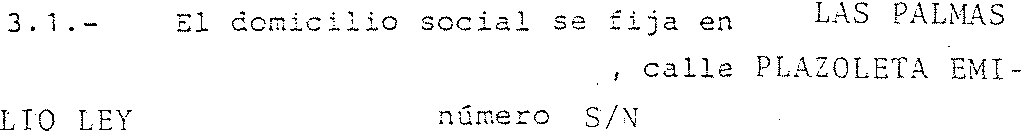 3.1.- El domicilio social se fija en LAS PALMAS
, calle PLAZOLETA EMI-
LIO LEY número S/N